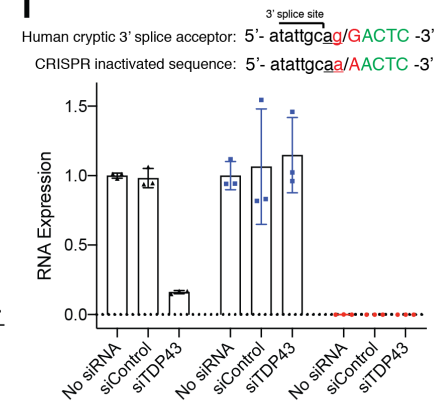 3' splice site
Human cryptic 3' splice acceptor: 5'- atattgcag/GACTC -3'
CRISPR inactivated sequence: 5'- atattgcaa/AACTC -3'
1.5
1.0
0.5
0.0
RNA Expression
No siRNA siControl siTDP43 No siRNA siControl siTDP43 No siRNA siControl siTDP43